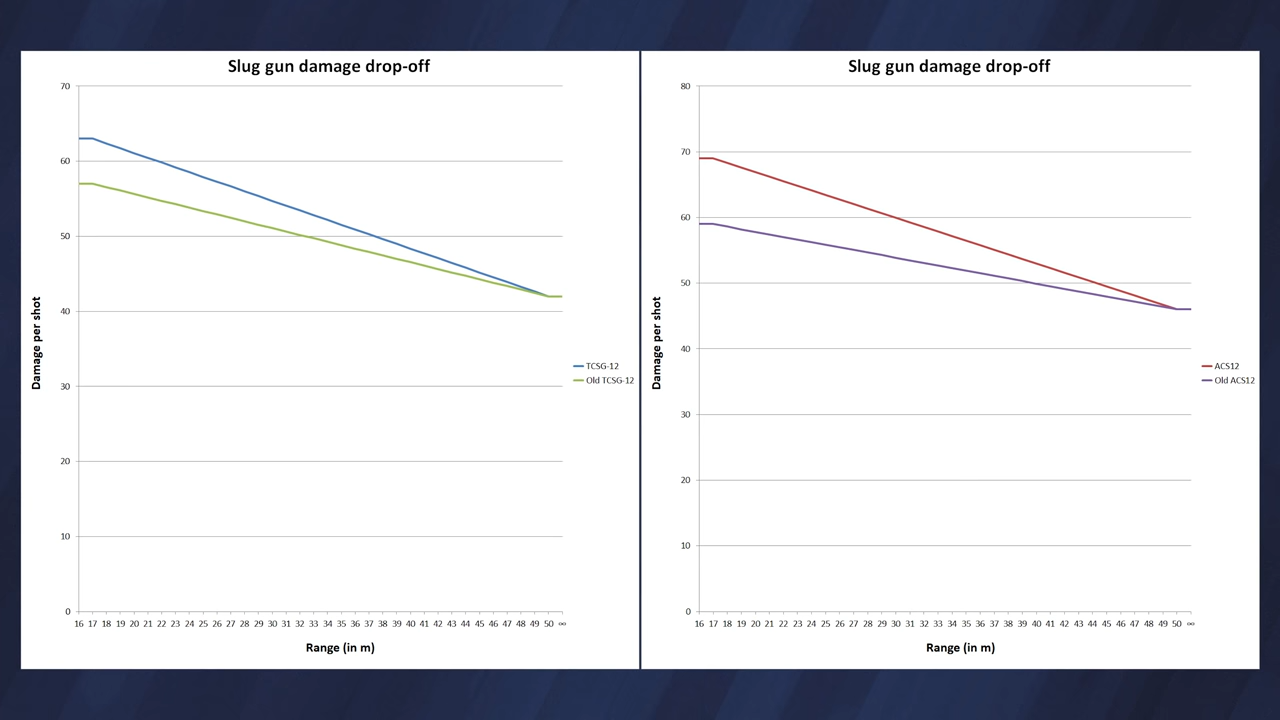 Slug gun damage drop-off
70
60
50
40
30
20
10
0
Damage per shot
16 17 18 19 20 21 22 23 24 25 26 27 28 29 30 31 32 33 34 35 36 37 38 39 40 41 42 43 44 45 46 47 48 49 50 ∞
Range (in m)
TCSG-12
Old TCSG-12
Slug gun damage drop-off
80
70
60
50
40
30
20
10
0
Damage per shot
16 17 18 19 20 21 22 23 24 25 26 27 28 29 30 31 32 33 34 35 36 37 38 39 40 41 42 43 44 45 46 47 48 49 50 ∞
Range (in m)
ACS12
Old ACS12